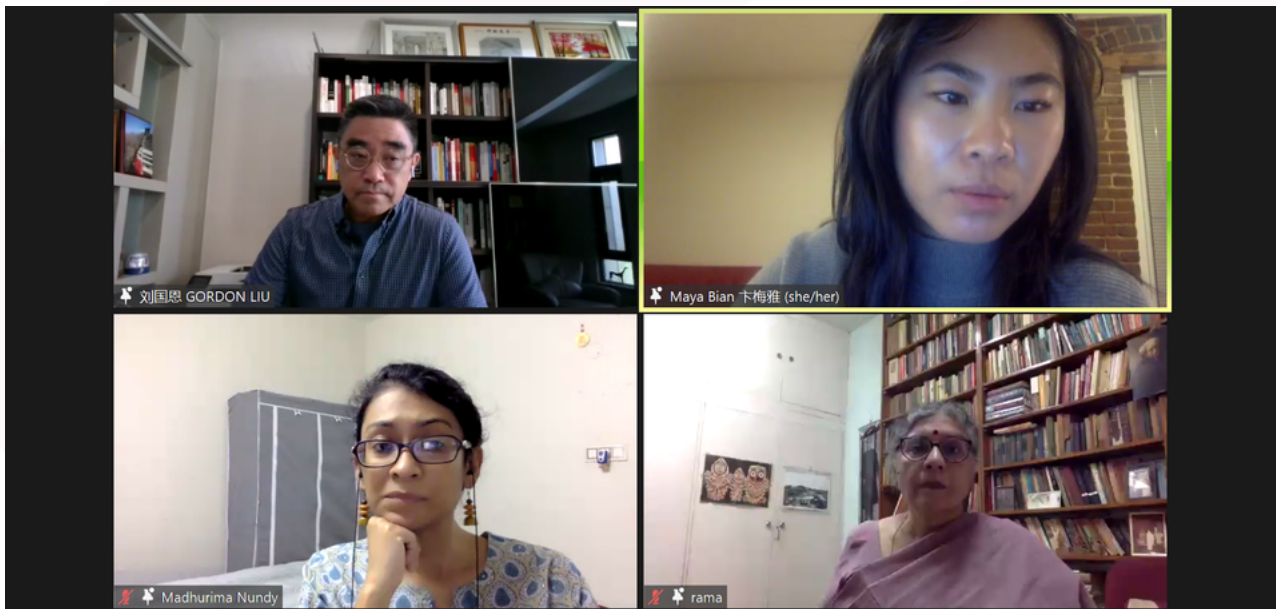 刘国恩 GORDON LIU
Maya Bian 卞梅雅 (she/her)
Madhurima Nundy
rama